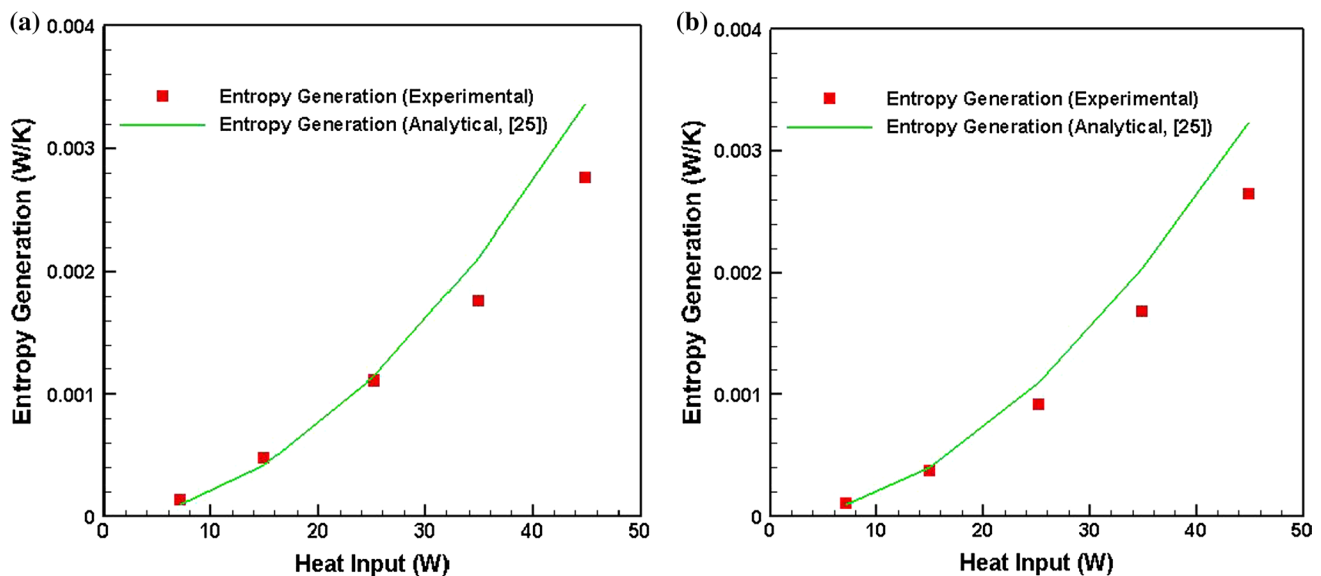 (a)
0.004
0.003
0.002
0.001
0
Entropy Generation (W/K)
Entropy Generation (Experimental)
Entropy Generation (Analytical, [25])
0 10 20 30 40 50
Heat Input (W)
(b)
0.004
0.003
0.002
0.001
0
Entropy Generation (W/K)
Entropy Generation (Experimental)
Entropy Generation (Analytical, [25])
0 10 20 30 40 50
Heat Input (W)